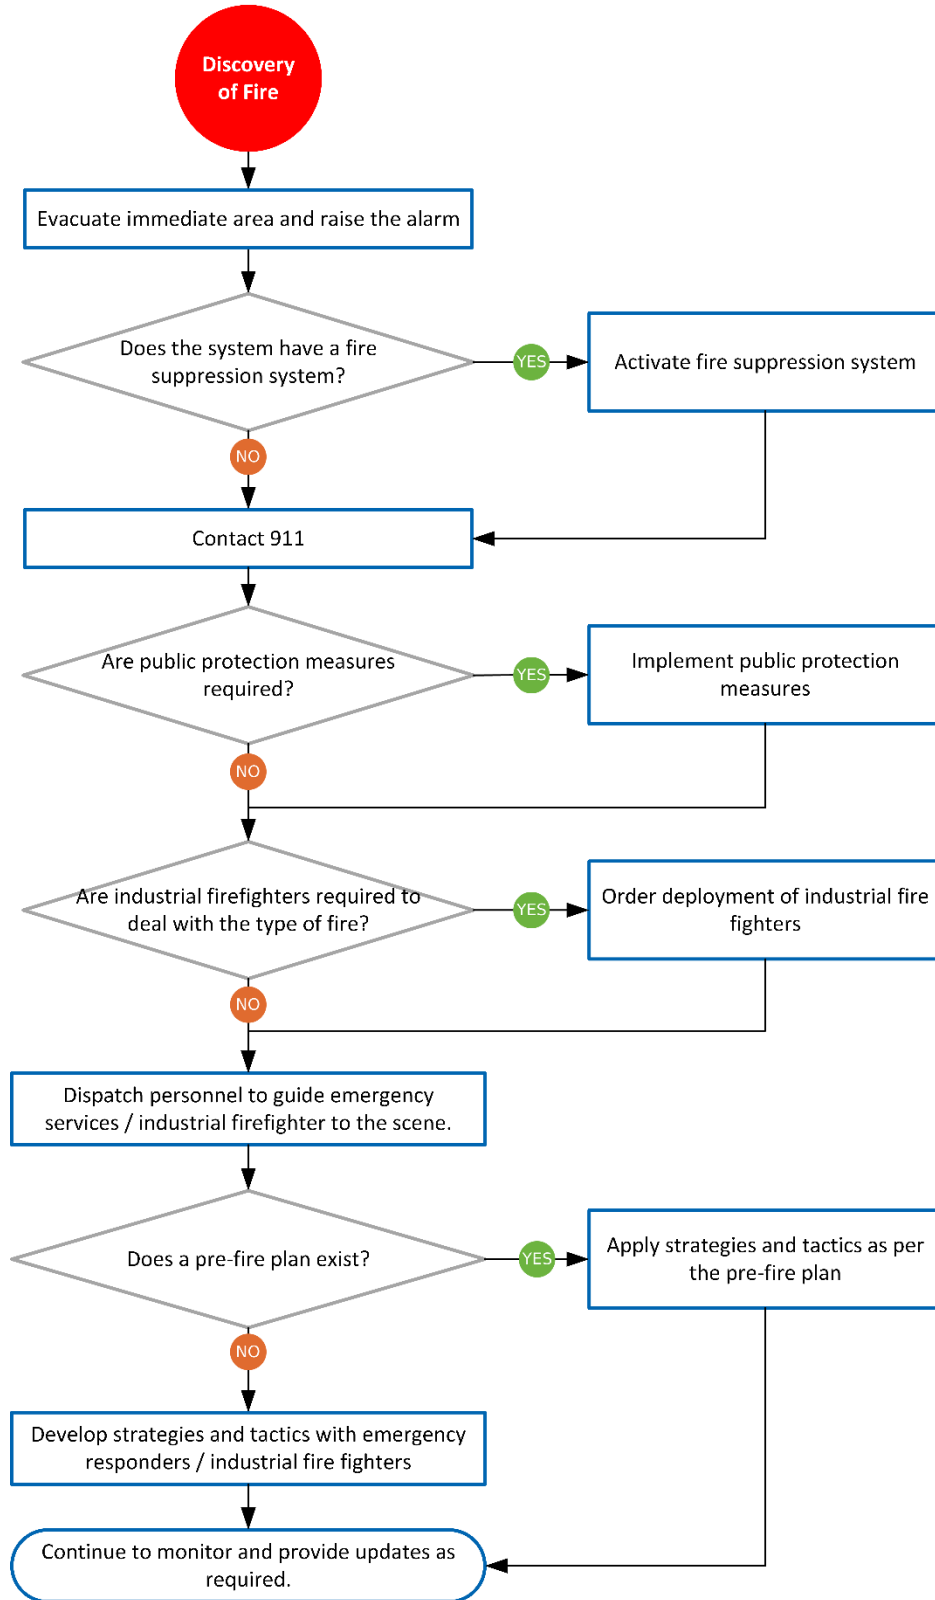 Discovery
of Fire
Evacuate immediate area and raise the alarm
Does the system have a fire
suppression system?
YES
Activate fire suppression system
NO
Contact 911
Are public protection measures
required?
YES
Implement public protection
measures
NO
Are industrial firefighters required to
deal with the type of fire?
YES
Order deployment of industrial fire
fighters
NO
Dispatch personnel to guide emergency
services / industrial firefighter to the scene.
Does a pre-fire plan exist?
YES
Apply strategies and tactics as per
the pre-fire plan
NO
Develop strategies and tactics with emergency
responders / industrial fire fighters
Continue to monitor and provide updates as
required.